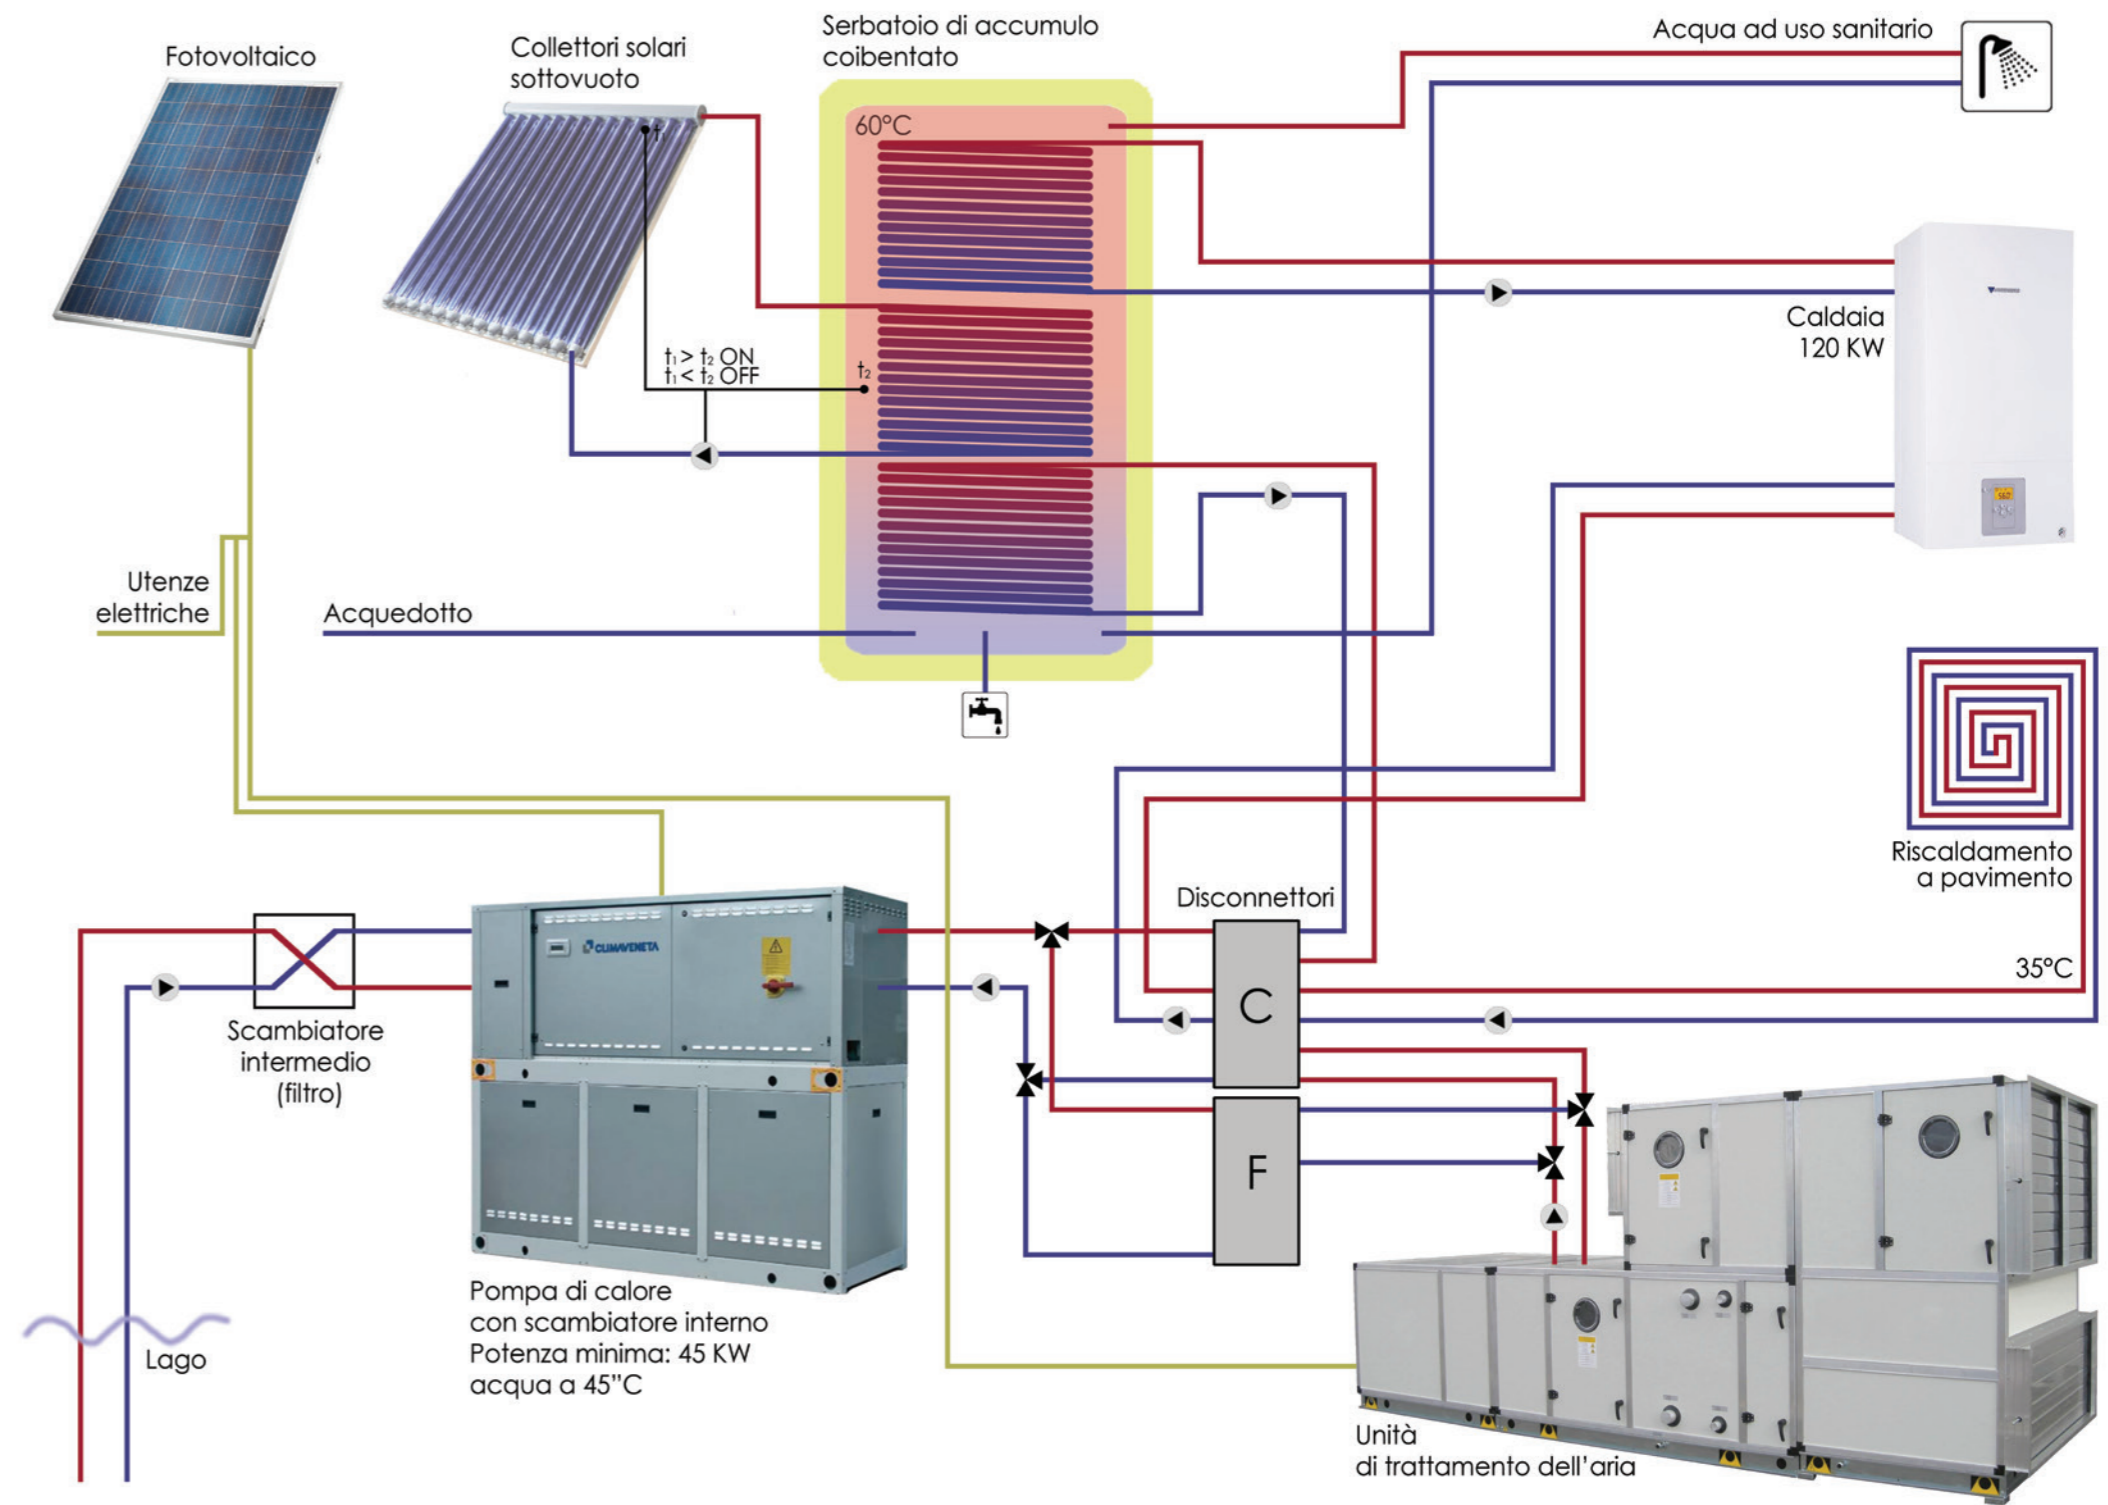 Fotovoltaico
Collettori solari
sottovuoto
Serbatoio di accumulo
coibentato
Acqua ad uso sanitario
60°C
t₁
t₁ > t₂ ON
t₁ < t₂ OFF
t₂
Caldaia
120 KW
Utenze
elettriche
Acquedotto
Riscaldamento
a pavimento
35°C
Disconnettori
C
F
CLIMAVENETA
Scambiatore
intermedio
(filtro)
Pompa di calore
con scambiatore interno
Potenza minima: 45 KW
acqua a 45”C
Lago
Unità
di trattamento dell’aria